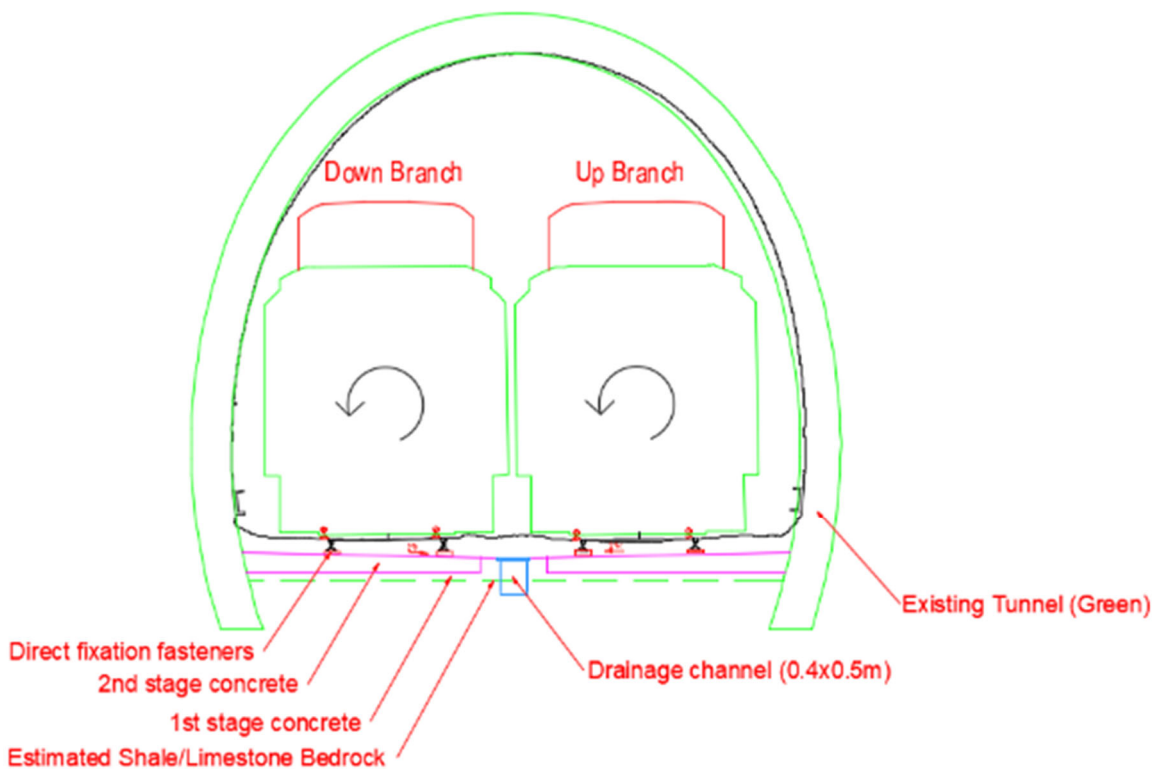 Down Branch
Up Branch
Existing Tunnel (Green)
Direct fixation fasteners
Drainage channel (0.4x0.5m)
2nd stage concrete
1st stage concrete
Estimated Shale/Limestone Bedrock